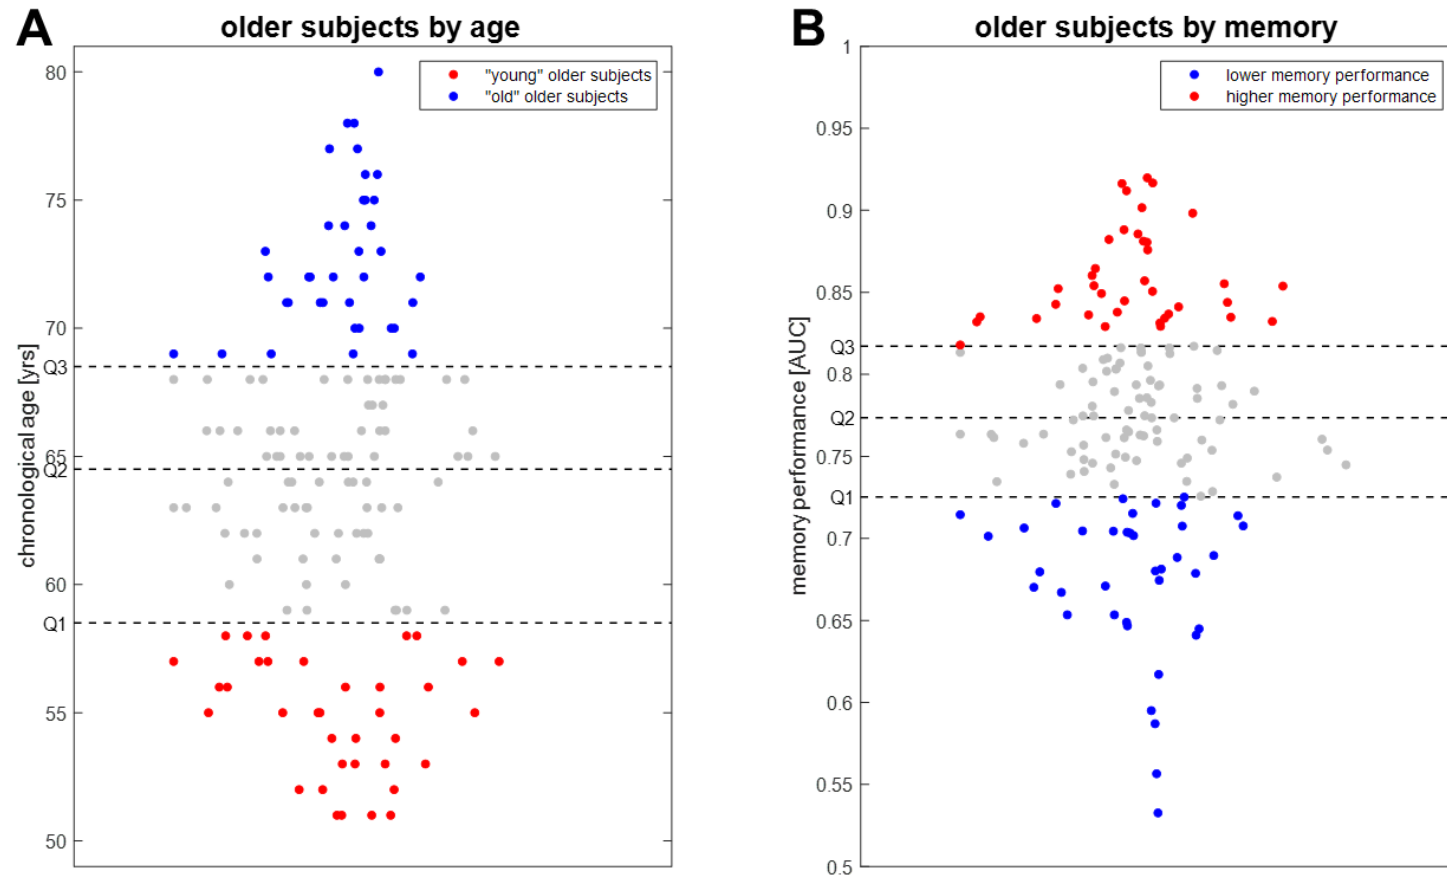 A
older subjects by age
"young" older subjects
"old" older subjects
chronological age [yrs]
80
75
70
Q3
65
Q2
60
Q1
55
50
B
older subjects by memory
lower memory performance
higher memory performance
memory performance [AUC]
1
0.95
0.9
0.85
Q3
0.8
Q2
0.75
Q1
0.7
0.65
0.6
0.55
0.5